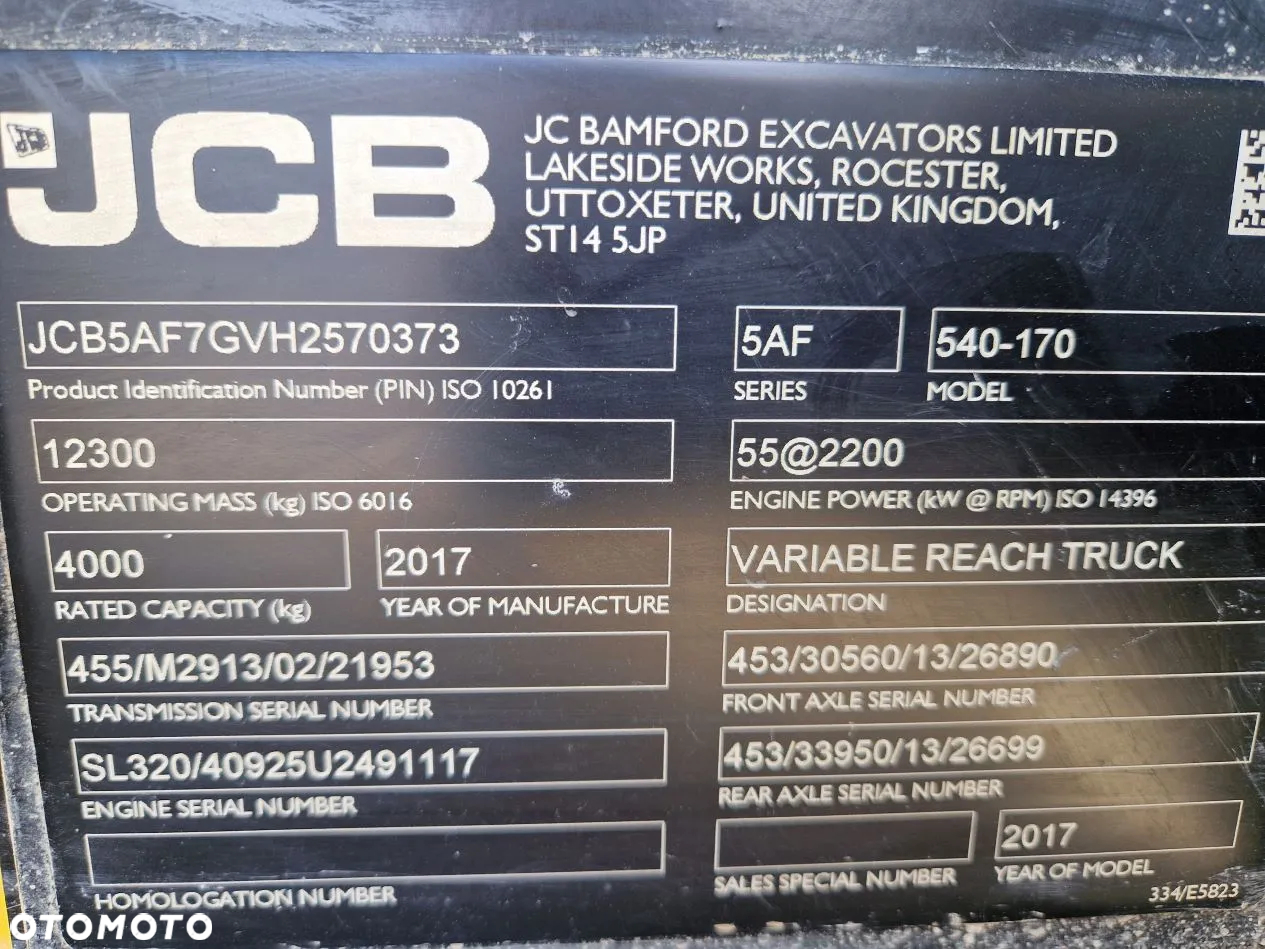 JCB
JC BAMFORD EXCAVATORS LIMITED
LAKESIDE WORKS, ROCESTER,
UTTOXETER, UNITED KINGDOM,
ST14 5JP
JCB5AF7GVH2570373
Product Identification Number (PIN) ISO 10261
5AF
SERIES
540-170
MODEL
12300
OPERATING MASS (kg) ISO 6016
55@2200
ENGINE POWER (kW @ RPM) ISO 14396
4000
RATED CAPACITY (kg)
2017
YEAR OF MANUFACTURE
VARIABLE REACH TRUCK
DESIGNATION
455/M2913/02/21953
TRANSMISSION SERIAL NUMBER
453/30560/13/26890
FRONT AXLE SERIAL NUMBER
SL320/40925U2491117
ENGINE SERIAL NUMBER
453/33950/13/26699
REAR AXLE SERIAL NUMBER
HOMOLOGATION NUMBER
SALES SPECIAL NUMBER
2017
YEAR OF MODEL
334/E5823
OTOMOTO